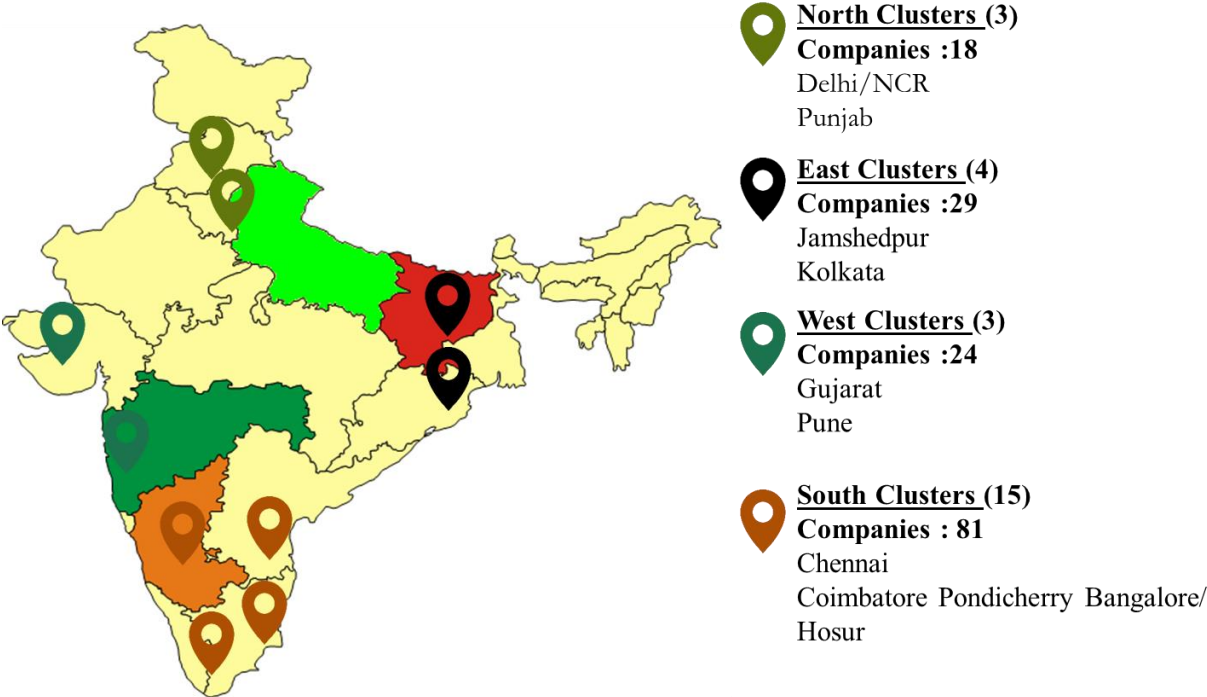 North Clusters (3)
Companies :18
Delhi/NCR
Punjab
East Clusters (4)
Companies :29
Jamshedpur
Kolkata
West Clusters (3)
Companies :24
Gujarat
Pune
South Clusters (15)
Companies : 81
Chennai
Coimbatore Pondicherry Bangalore/
Hosur